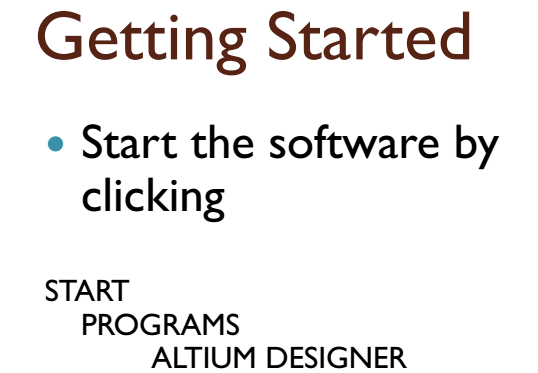 Getting Started
• Start the software by
clicking
START
PROGRAMS
ALTIUM DESIGNER